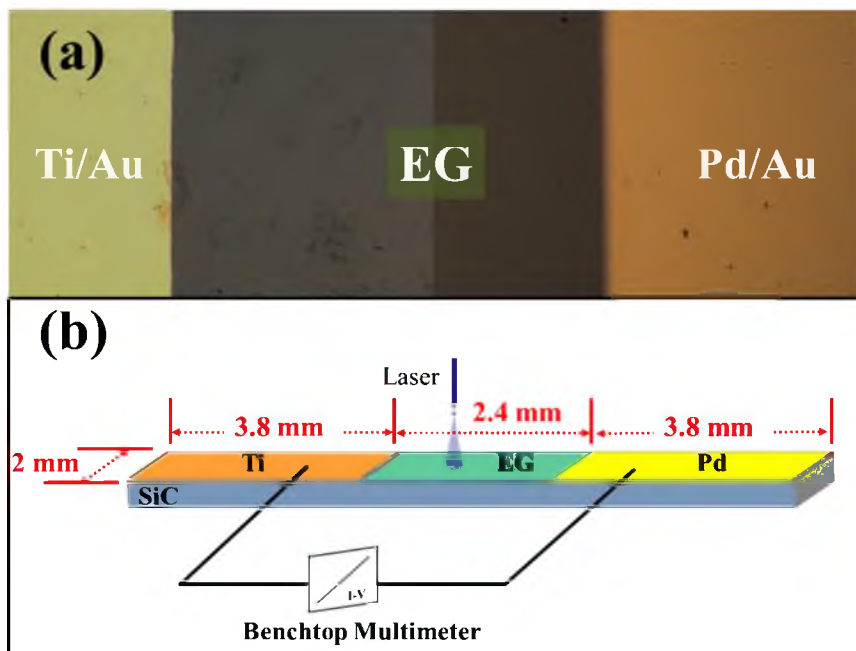 (a)
Ti/Au
EG
Pd/Au
(b)
Laser
3.8 mm
2.4 mm
3.8 mm
2 mm
Ti
EG
Pd
SiC
I-V
Benchtop Multimeter